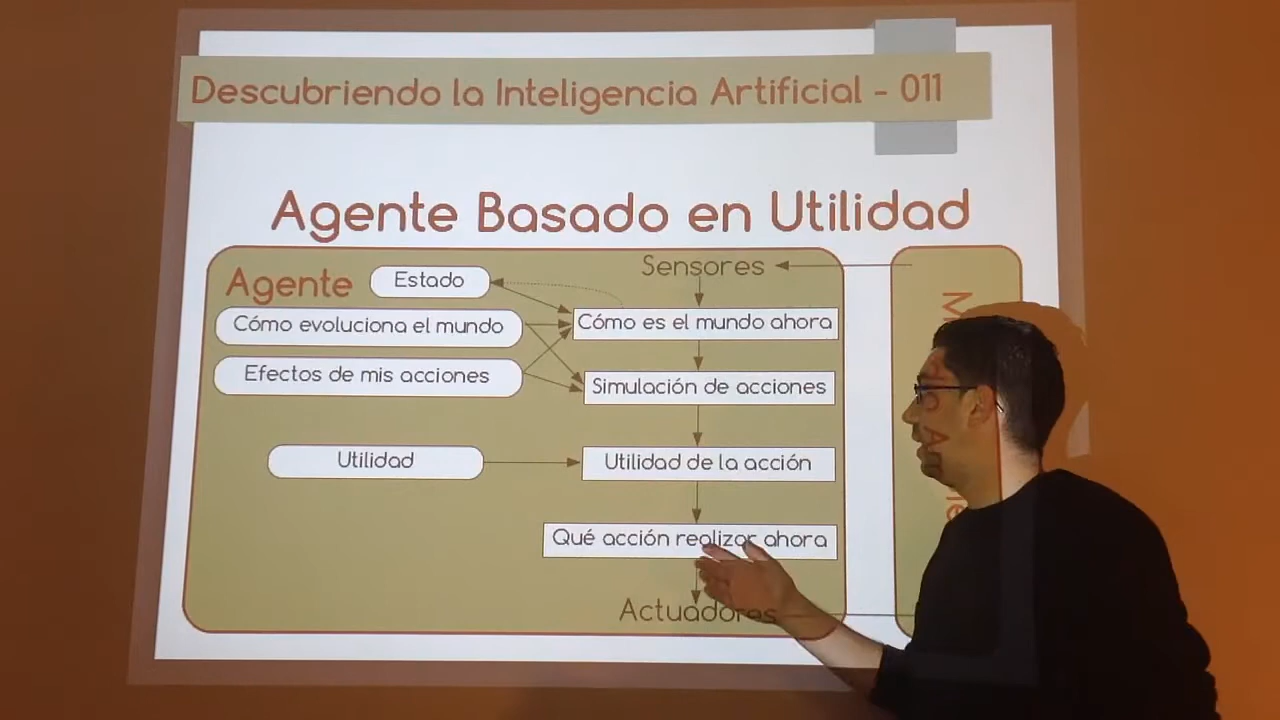 Descubriendo la Inteligencia Artificial - 011
Agente Basado en Utilidad
Agente
Estado
Sensores
Cómo evoluciona el mundo
Cómo es el mundo ahora
Efectos de mis acciones
Simulación de acciones
Utilidad
Utilidad de la acción
Qué acción realizar ahora
Actuadores